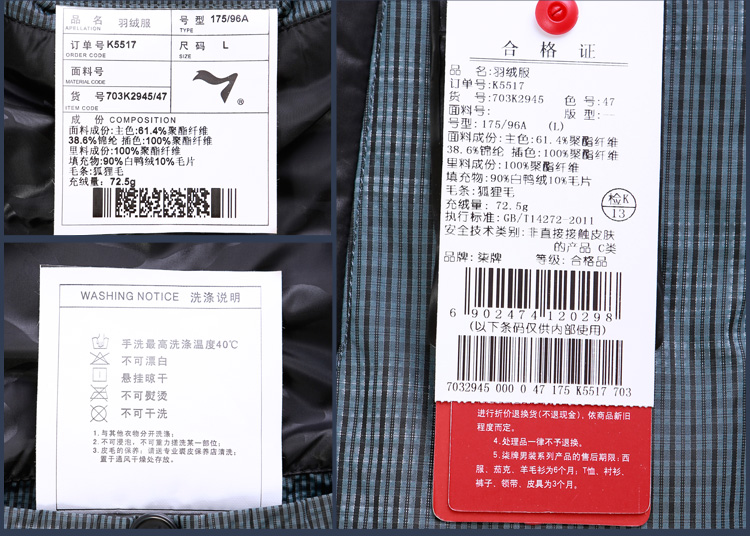 品 名 羽绒服 号 型 175/96A
APELLATION TYPE
订单号 K5517 尺 码 L
ORDER CODE SIZE
面料号
MATERIAL CODE
货 号 703K2945/47
ITEM CODE
®
成 份 COMPOSITION
面料成份:主色:61.4%聚酯纤维
38.6%锦纶 插色:100%聚酯纤维
里料成份:100%聚酯纤维
填充物:90%白鸭绒10%毛片
毛条:狐狸毛
充绒量: 72.5g
WASHING NOTICE 洗涤说明
手洗最高洗涤温度40℃
不可漂白
悬挂晾干
不可熨烫
不可干洗
1、与其他衣物分开洗涤;
2、不可浸泡,不可重力搓洗某一部位;
3、皮毛的保养: 请送专业裘皮保养店清洗;
置于通风干燥处存放。
合 格 证
品 名:羽绒服
订单号:K5517
货 号:703K2945 色 号:47
面料号: 版 型:一
号型:175/96A (L)
面料成份:主色:61.4%聚酯纤维
38.6%锦纶 插色:100%聚酯纤维
里料成份:100%聚酯纤维
填充物:90%白鸭绒10%毛片
毛条:狐狸毛
充绒量: 72.5g
检K
13
执行标准:GB/T14272-2011
安全技术类别:非直接接触皮肤
的产品 C类
品牌:柒牌 等级:合格品
6 902474 120298
(以下条码仅供内部使用)
7032945 000 0 47 175 K5517 703
进行折价退换货(不退现金),依商品新旧
程度而定。
4、处理品一律不予退换。
5、柒牌男装系列产品的售后期限:西
服、茄克、羊毛衫为6个月;T恤、衬衫、
裤子、领带、皮具为3个月。